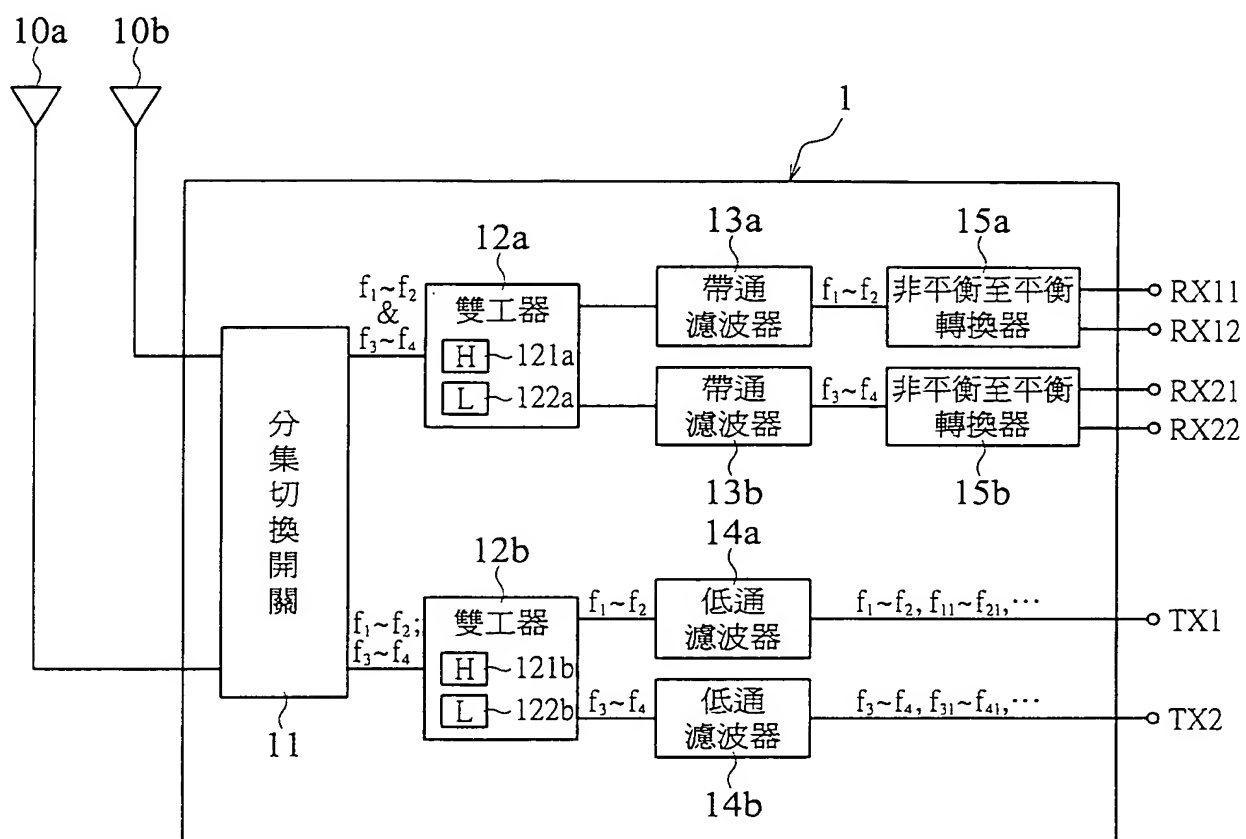 10a
10b
1
12a
13a
15a
f₁~f₂
&
f₃~f₄
雙工器
H
121a
L
122a
帶通
濾波器
f₁~f₂
非平衡至平衡
轉換器
RX11
RX12
帶通
濾波器
f₃~f₄
非平衡至平衡
轉換器
RX21
RX22
13b
15b
分集切換開關
11
12b
14a
f₁~f₂;
f₃~f₄
雙工器
H
121b
L
122b
f₁~f₂
低通
濾波器
f₁~f₂, f₁₁~f₂₁,⋯
TX1
f₃~f₄
低通
濾波器
f₃~f₄, f₃₁~f₄₁,⋯
TX2
14b